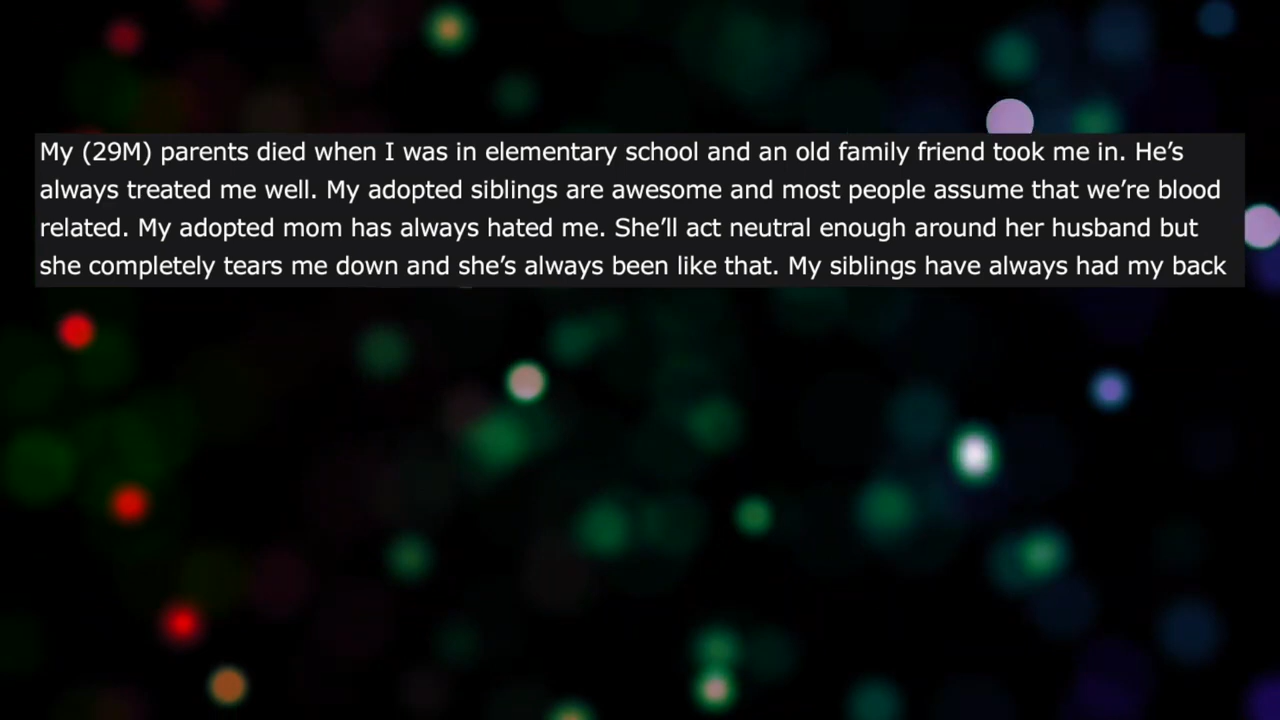 My (29M) parents died when I was in elementary school and an old family friend took me in. He’s
always treated me well. My adopted siblings are awesome and most people assume that we’re blood
related. My adopted mom has always hated me. She’ll act neutral enough around her husband but
she completely tears me down and she’s always been like that. My siblings have always had my back